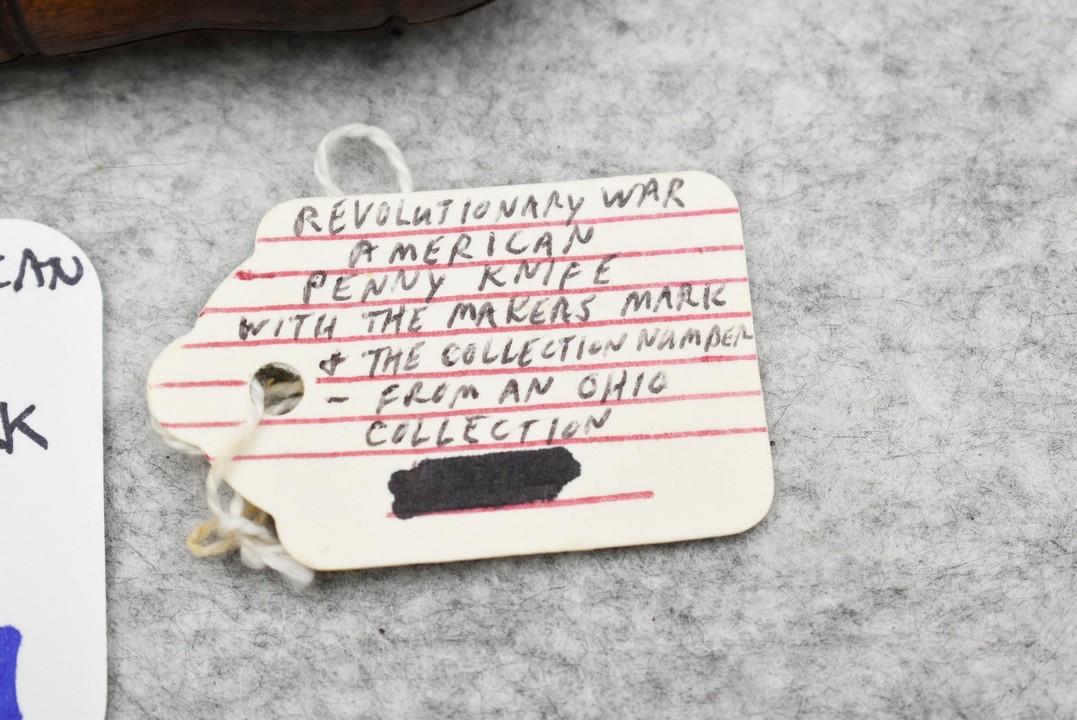 REVOLUTIONARY WAR
AMERICAN
PENNY KNIFE
WITH THE MAKERS MARK
& THE COLLECTION NUMBER
- FROM AN OHIO
COLLECTION